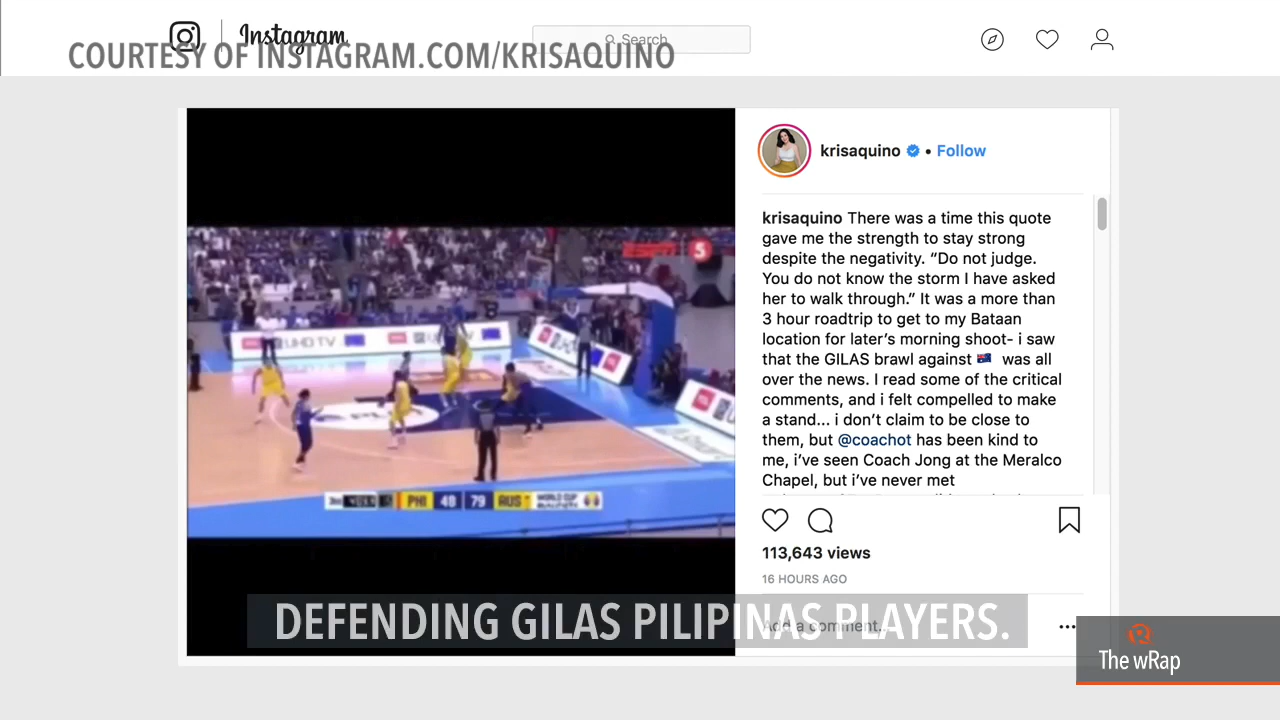 Instagram
Search
COURTESY OF INSTAGRAM.COM/KRISAQUINO
krisaquino • Follow
krisaquino There was a time this quote
gave me the strength to stay strong
despite the negativity. “Do not judge.
You do not know the storm I have asked
her to walk through.” It was a more than
3 hour roadtrip to get to my Bataan
location for later’s morning shoot- i saw
that the GILAS brawl against 🇦🇺 was all
over the news. I read some of the critical
comments, and i felt compelled to make
a stand... i don’t claim to be close to
them, but @coachot has been kind to
me, i’ve seen Coach Jong at the Meralco
Chapel, but i’ve never met
5
UHD TV
PHI 48 79 AUS
WORLD CUP
QUALIFIERS
113,643 views
16 HOURS AGO
Add a comment...
DEFENDING GILAS PILIPINAS PLAYERS.
The wRap